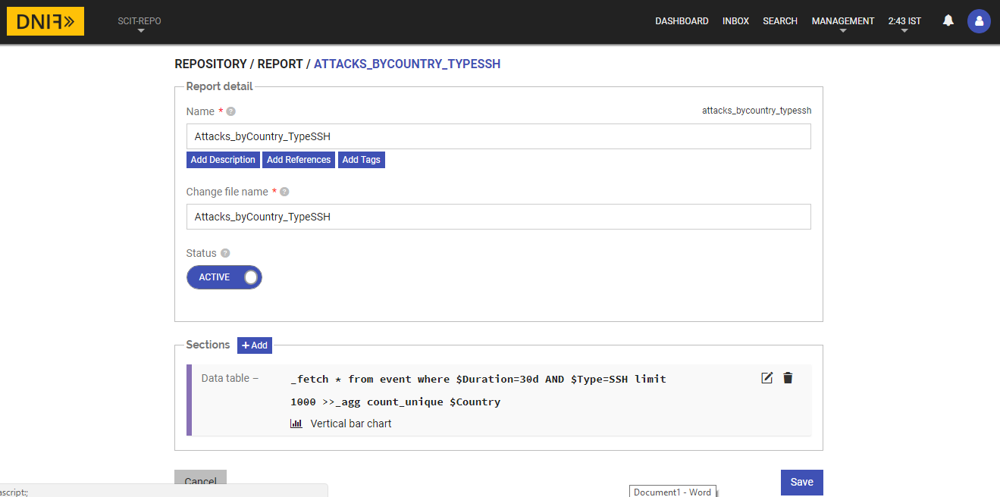 DNIF»
SCIT-REPO
DASHBOARD INBOX SEARCH MANAGEMENT 2:43 IST
REPOSITORY / REPORT / ATTACKS_BYCOUNTRY_TYPESSH
Report detail
Name * ?
attacks_bycountry_typessh
Attacks_byCountry_TypeSSH
Add Description Add References Add Tags
Change file name * ?
Attacks_byCountry_TypeSSH
Status ?
ACTIVE
Sections + Add
Data table –
_fetch * from event where $Duration=30d AND $Type=SSH limit
1000 >>_agg count_unique $Country
Vertical bar chart
Cancel
Save
ascript:;
Document1 - Word